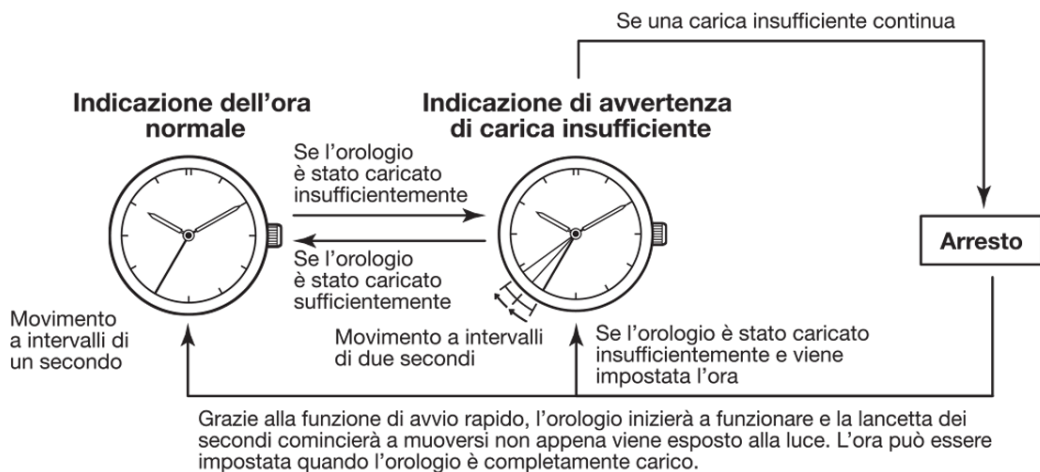 Se una carica insufficiente continua
Indicazione dell'ora
normale
Indicazione di avvertenza
di carica insufficiente
Se l'orologio
è stato caricato
insufficientemente
Se l'orologio
è stato caricato
sufficientemente
Arresto
Movimento
a intervalli di
un secondo
Movimento a intervalli
di due secondi
Se l'orologio è stato caricato
insufficientemente e viene
impostata l'ora
Grazie alla funzione di avvio rapido, l'orologio inizierà a funzionare e la lancetta dei
secondi comincierà a muoversi non appena viene esposto alla luce. L'ora può essere
impostata quando l'orologio è completamente carico.